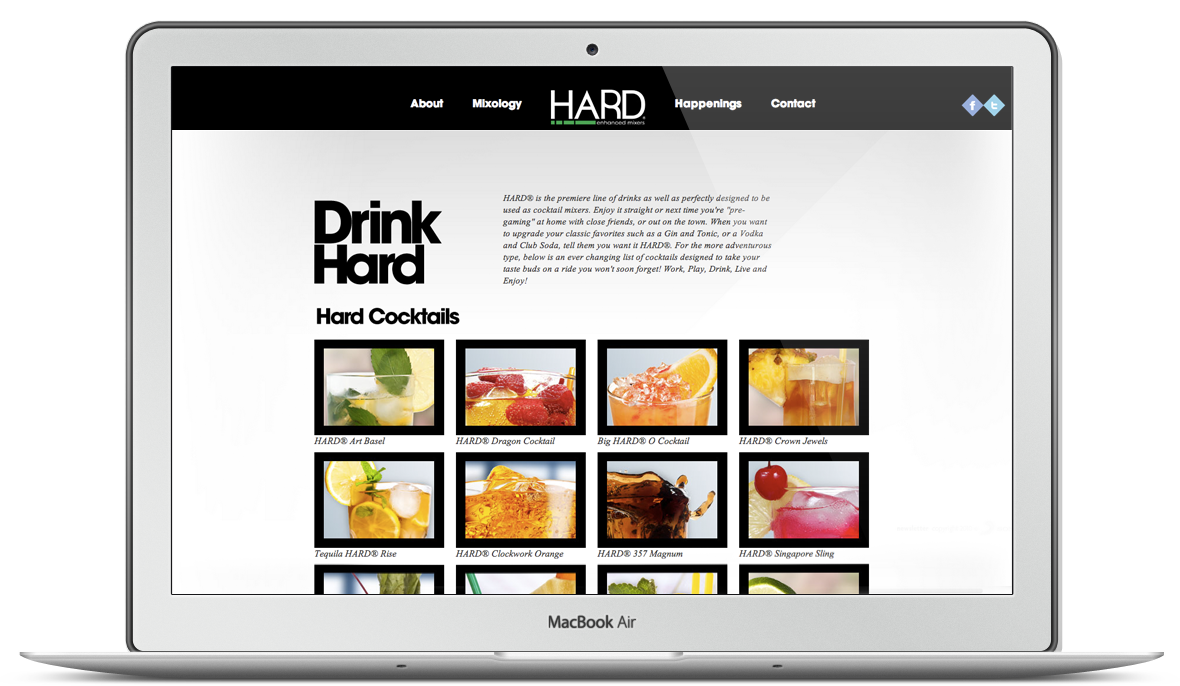 About Mixology HARD® Happenings Contact f t
enhanced mixers
Drink
Hard
HARD® is the premiere line of drinks as well as perfectly designed to be
used as cocktail mixers. Enjoy it straight or next time you're "pre-
gaming" at home with close friends, or out on the town. When you want
to upgrade your classic favorites such as a Gin and Tonic, or a Vodka
and Club Soda, tell them you want it HARD®. For the more adventurous
type, below is an ever changing list of cocktails designed to take your
taste buds on a ride you won't soon forget! Work, Play, Drink, Live and
Enjoy!
Hard Cocktails
HARD® Art Basel HARD® Dragon Cocktail Big HARD® O Cocktail HARD® Crown Jewels
Tequila HARD® Rise HARD® Clockwork Orange HARD® 357 Magnum HARD® Singapore Sling
MacBook Air